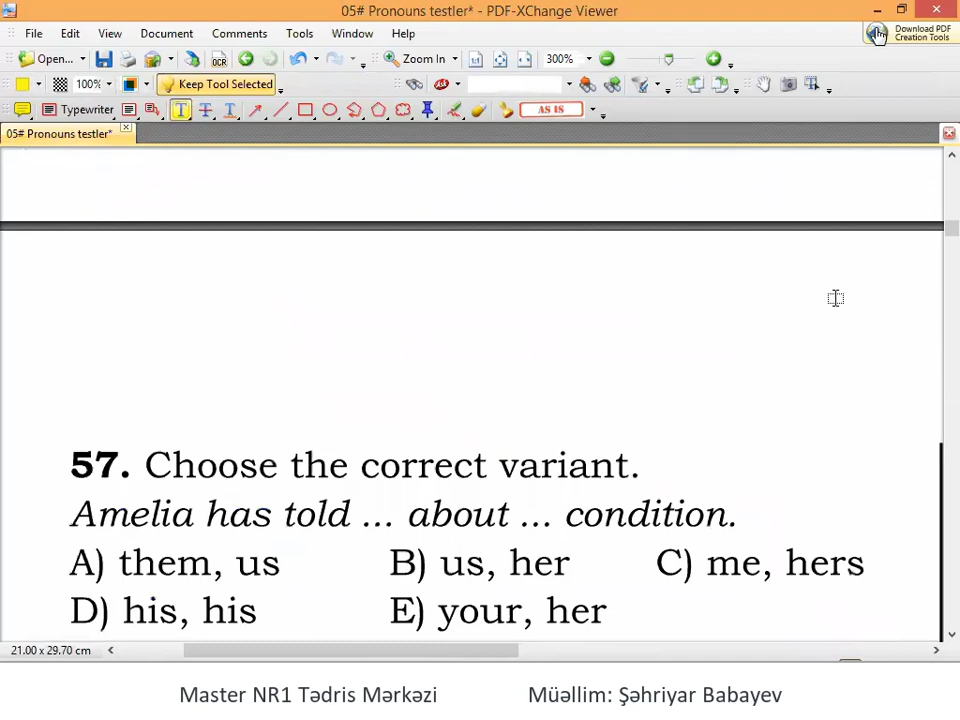 05# Pronouns testler* - PDF-XChange Viewer
File Edit View Document Comments Tools Window Help
Download PDF
Creation Tools
Open... OCR Zoom In 300%
100% Keep Tool Selected
Typewriter AS IS
05# Pronouns testler*
57. Choose the correct variant.
Amelia has told ... about ... condition.
A) them, us B) us, her C) me, hers
D) his, his E) your, her
21.00 x 29.70 cm
Master NR1 Tədris Mərkəzi Müəllim: Şəhriyar Babayev